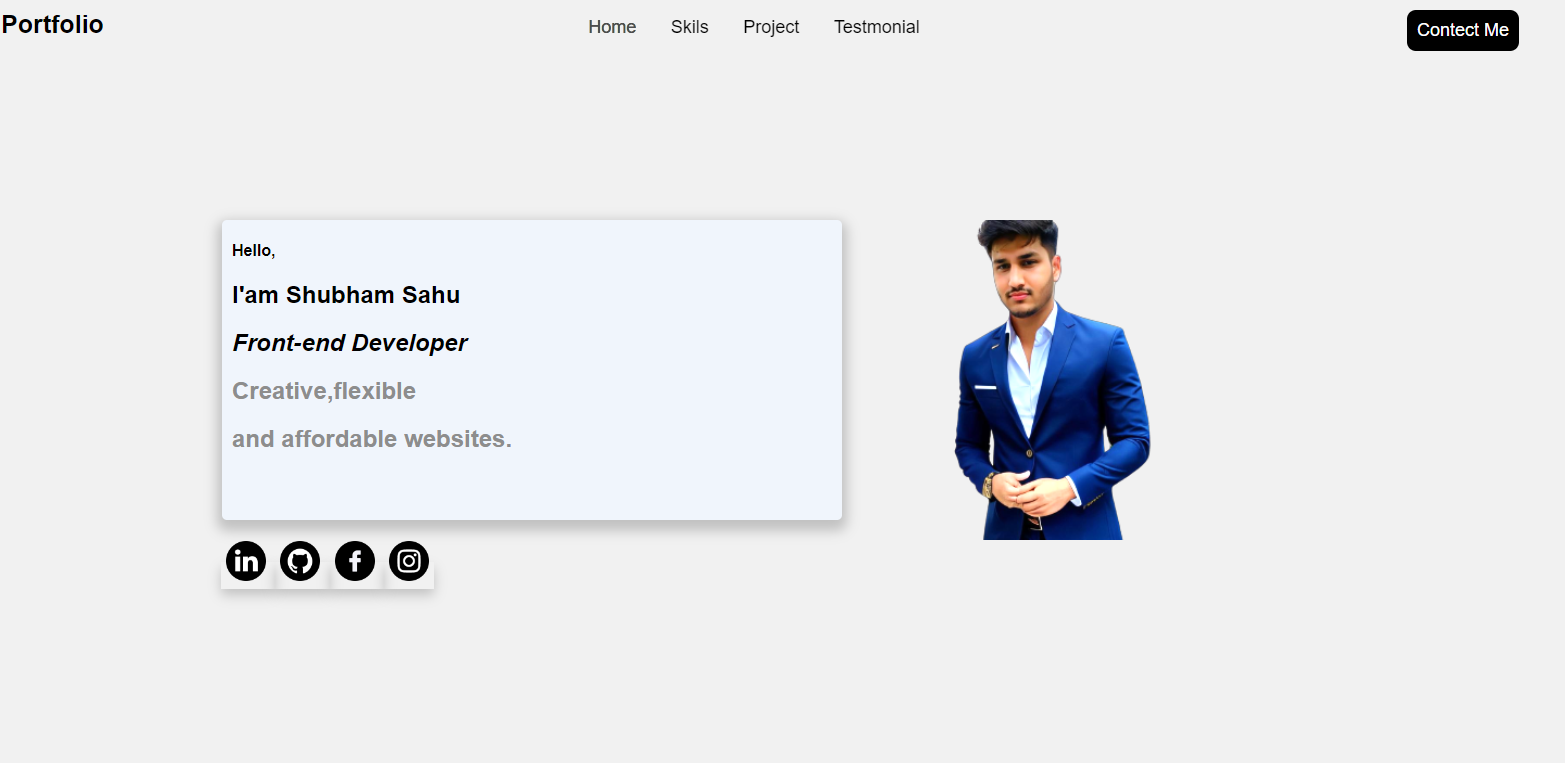 Portfolio
Home Skils Project Testmonial
Contect Me
Hello,
I'am Shubham Sahu
Front-end Developer
Creative,flexible
and affordable websites.
in f